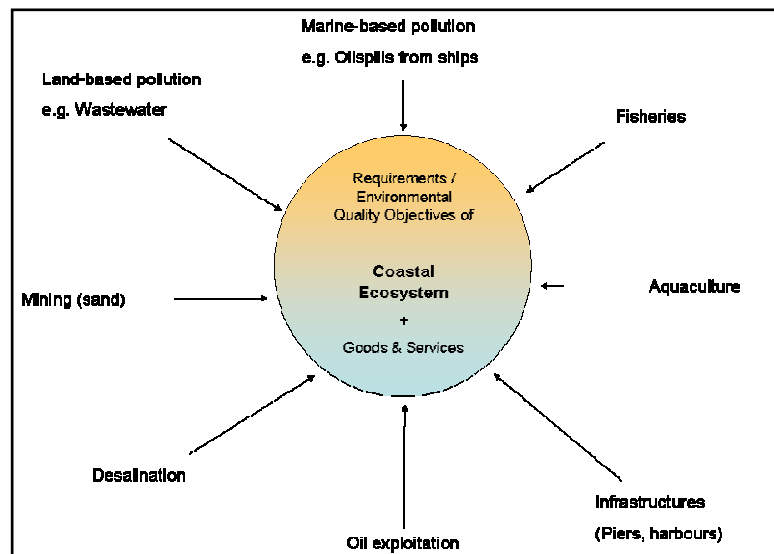 Marine-based pollution
e.g. Oilspills from ships
Land-based pollution
e.g. Wastewater
Fisheries
Requirements /
Environmental
Quality Objectives of
Coastal
Ecosystem
+
Goods & Services
Mining (sand)
Aquaculture
Desalination
Infrastructures
(Piers, harbours)
Oil exploitation